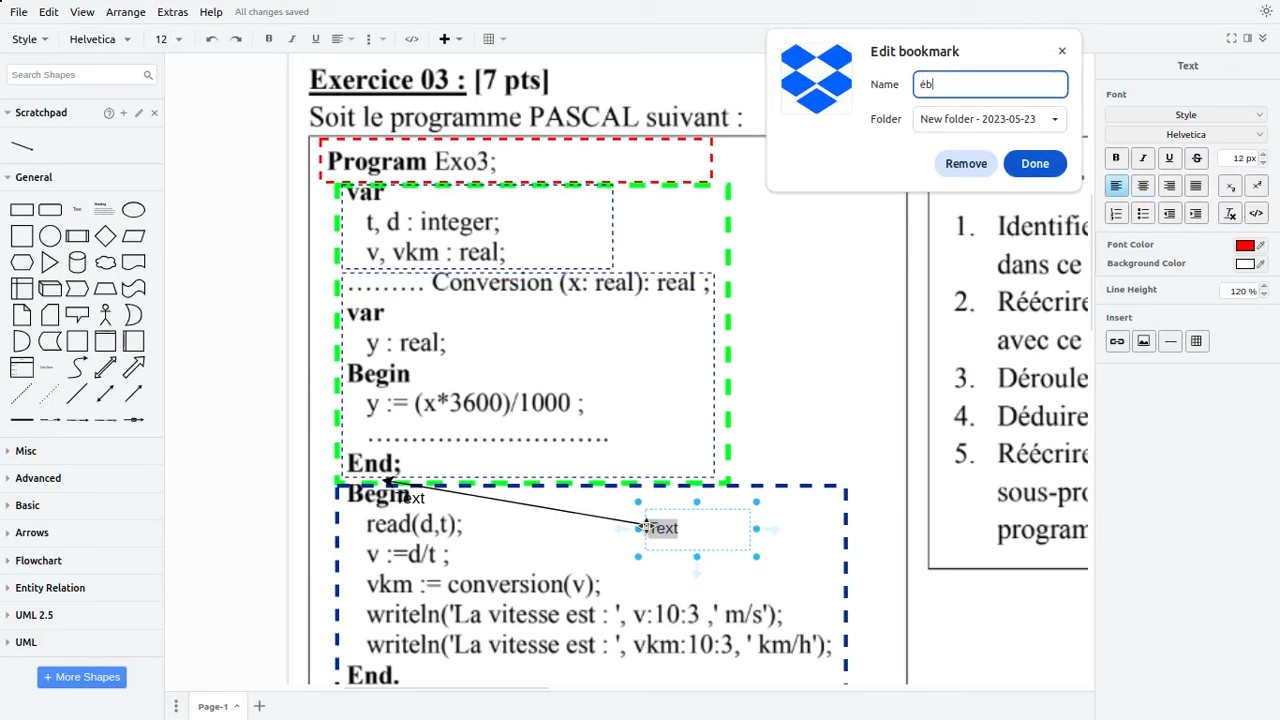 File Edit View Arrange Extras Help All changes saved
Style Helvetica 12
Search Shapes
Scratchpad
General
Text
Heading
Misc
Advanced
Basic
Arrows
Flowchart
Entity Relation
UML 2.5
UML
+ More Shapes
Exercice 03 : [7 pts]
Soit le programme PASCAL suivant :
Program Exo3;
var
t, d : integer;
v, vkm : real;
……… Conversion (x: real): real ;
var
y : real;
Begin
y := (x*3600)/1000 ;
……………………….
End;
Begin
Text
read(d,t);
Text
v :=d/t ;
vkm := conversion(v);
writeln('La vitesse est : ', v:10:3 ,' m/s');
writeln('La vitesse est : ', vkm:10:3, ' km/h');
End.
1. Identifie
dans ce
2. Réécrire
avec ce
3. Déroule
4. Déduire
5. Réécrire
sous-pro
program
Edit bookmark
Name éb
Folder New folder - 2023-05-23
Remove Done
Text
Font
Style
Helvetica
B I U S 12 px
Font Color
Background Color
Line Height 120 %
Insert
Page-1